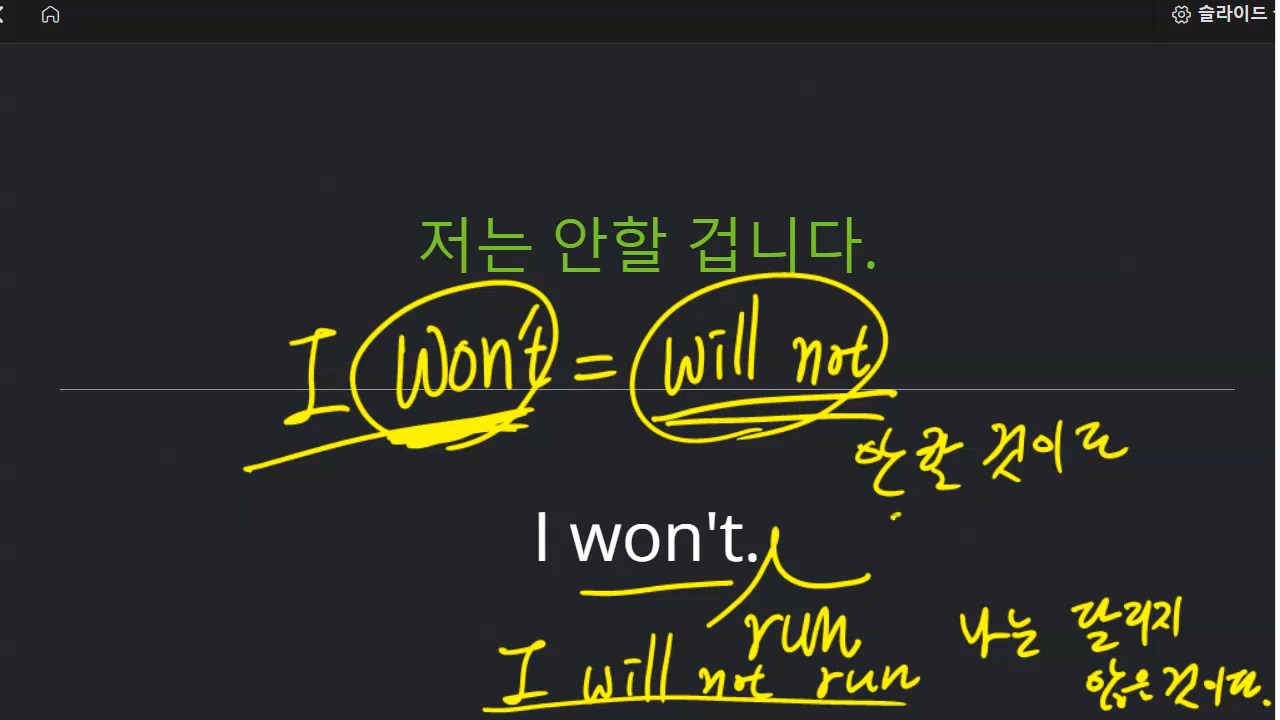 슬라이드
저는 안할 겁니다.
I won't = will not
안 할 것이다
I won't.
run
I will not run
나는 달리지
않은 것이다.